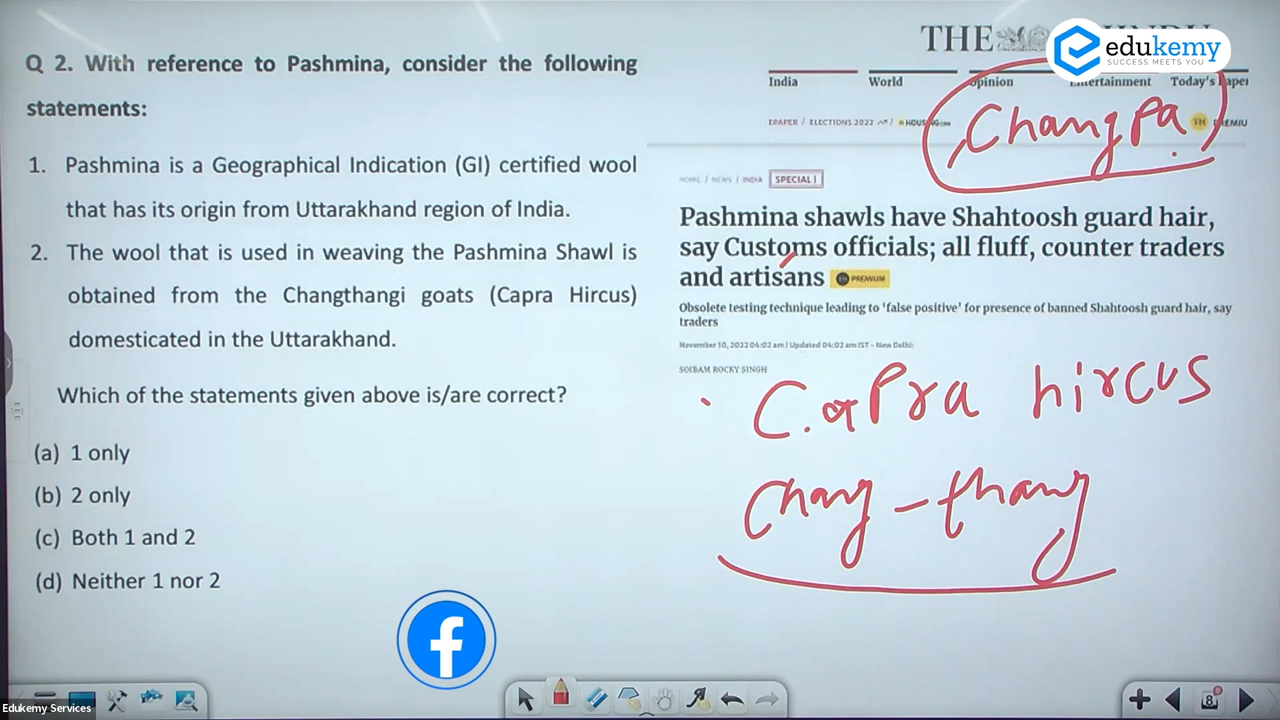 Q 2. With reference to Pashmina, consider the following
statements:
1. Pashmina is a Geographical Indication (GI) certified wool
that has its origin from Uttarakhand region of India.
2. The wool that is used in weaving the Pashmina Shawl is
obtained from the Changthangi goats (Capra Hircus)
domesticated in the Uttarakhand.
Which of the statements given above is/are correct?
(a) 1 only
(b) 2 only
(c) Both 1 and 2
(d) Neither 1 nor 2
THE
edukemy
SUCCESS MEETS YOU
India World Opinion Entertainment Today's Paper
EPAPER / ELECTIONS 2022
TH PREMIU
Changpa
HOME / NEWS / INDIA SPECIAL
Pashmina shawls have Shahtoosh guard hair,
say Customs officials; all fluff, counter traders
and artisans PREMIUM
Obsolete testing technique leading to 'false positive' for presence of banned Shahtoosh guard hair, say
traders
November 10, 2022 04:02 am | Updated 04:03 am IST - New Delhi:
SOIBAM ROCKY SINGH
Capra hircus
Chang-thang
f
8
Edukemy Services